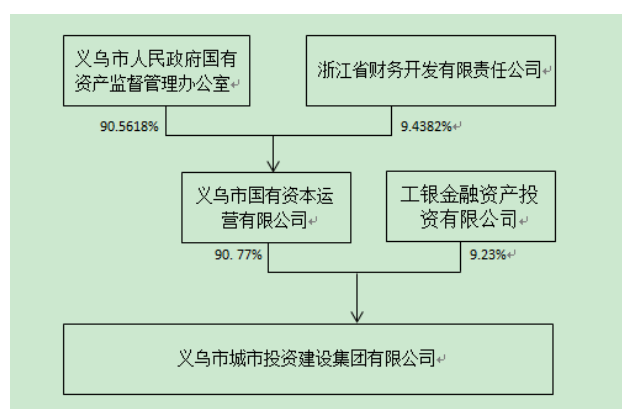 义乌市人民政府国有
资产监督管理办公室
浙江省财务开发有限责任公司
90.5618%
9.4382%
义乌市国有资本运
营有限公司
工银金融资产投
资有限公司
90.77%
9.23%
义乌市城市投资建设集团有限公司